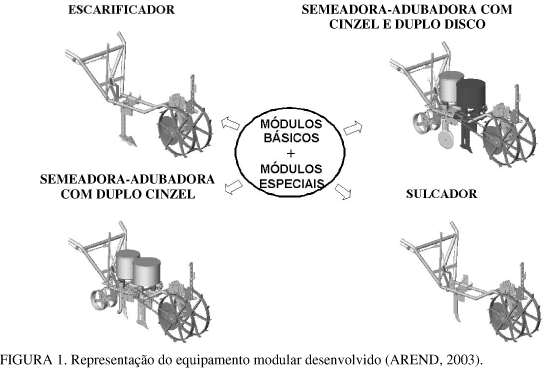 ESCARIFICADOR
SEMEADORA-ADUBADORA COM
CINZEL E DUPLO DISCO
MÓDULOS
BÁSICOS
+
MÓDULOS
ESPECIAIS
SEMEADORA-ADUBADORA
COM DUPLO CINZEL
SULCADOR
FIGURA 1. Representação do equipamento modular desenvolvido (AREND, 2003).